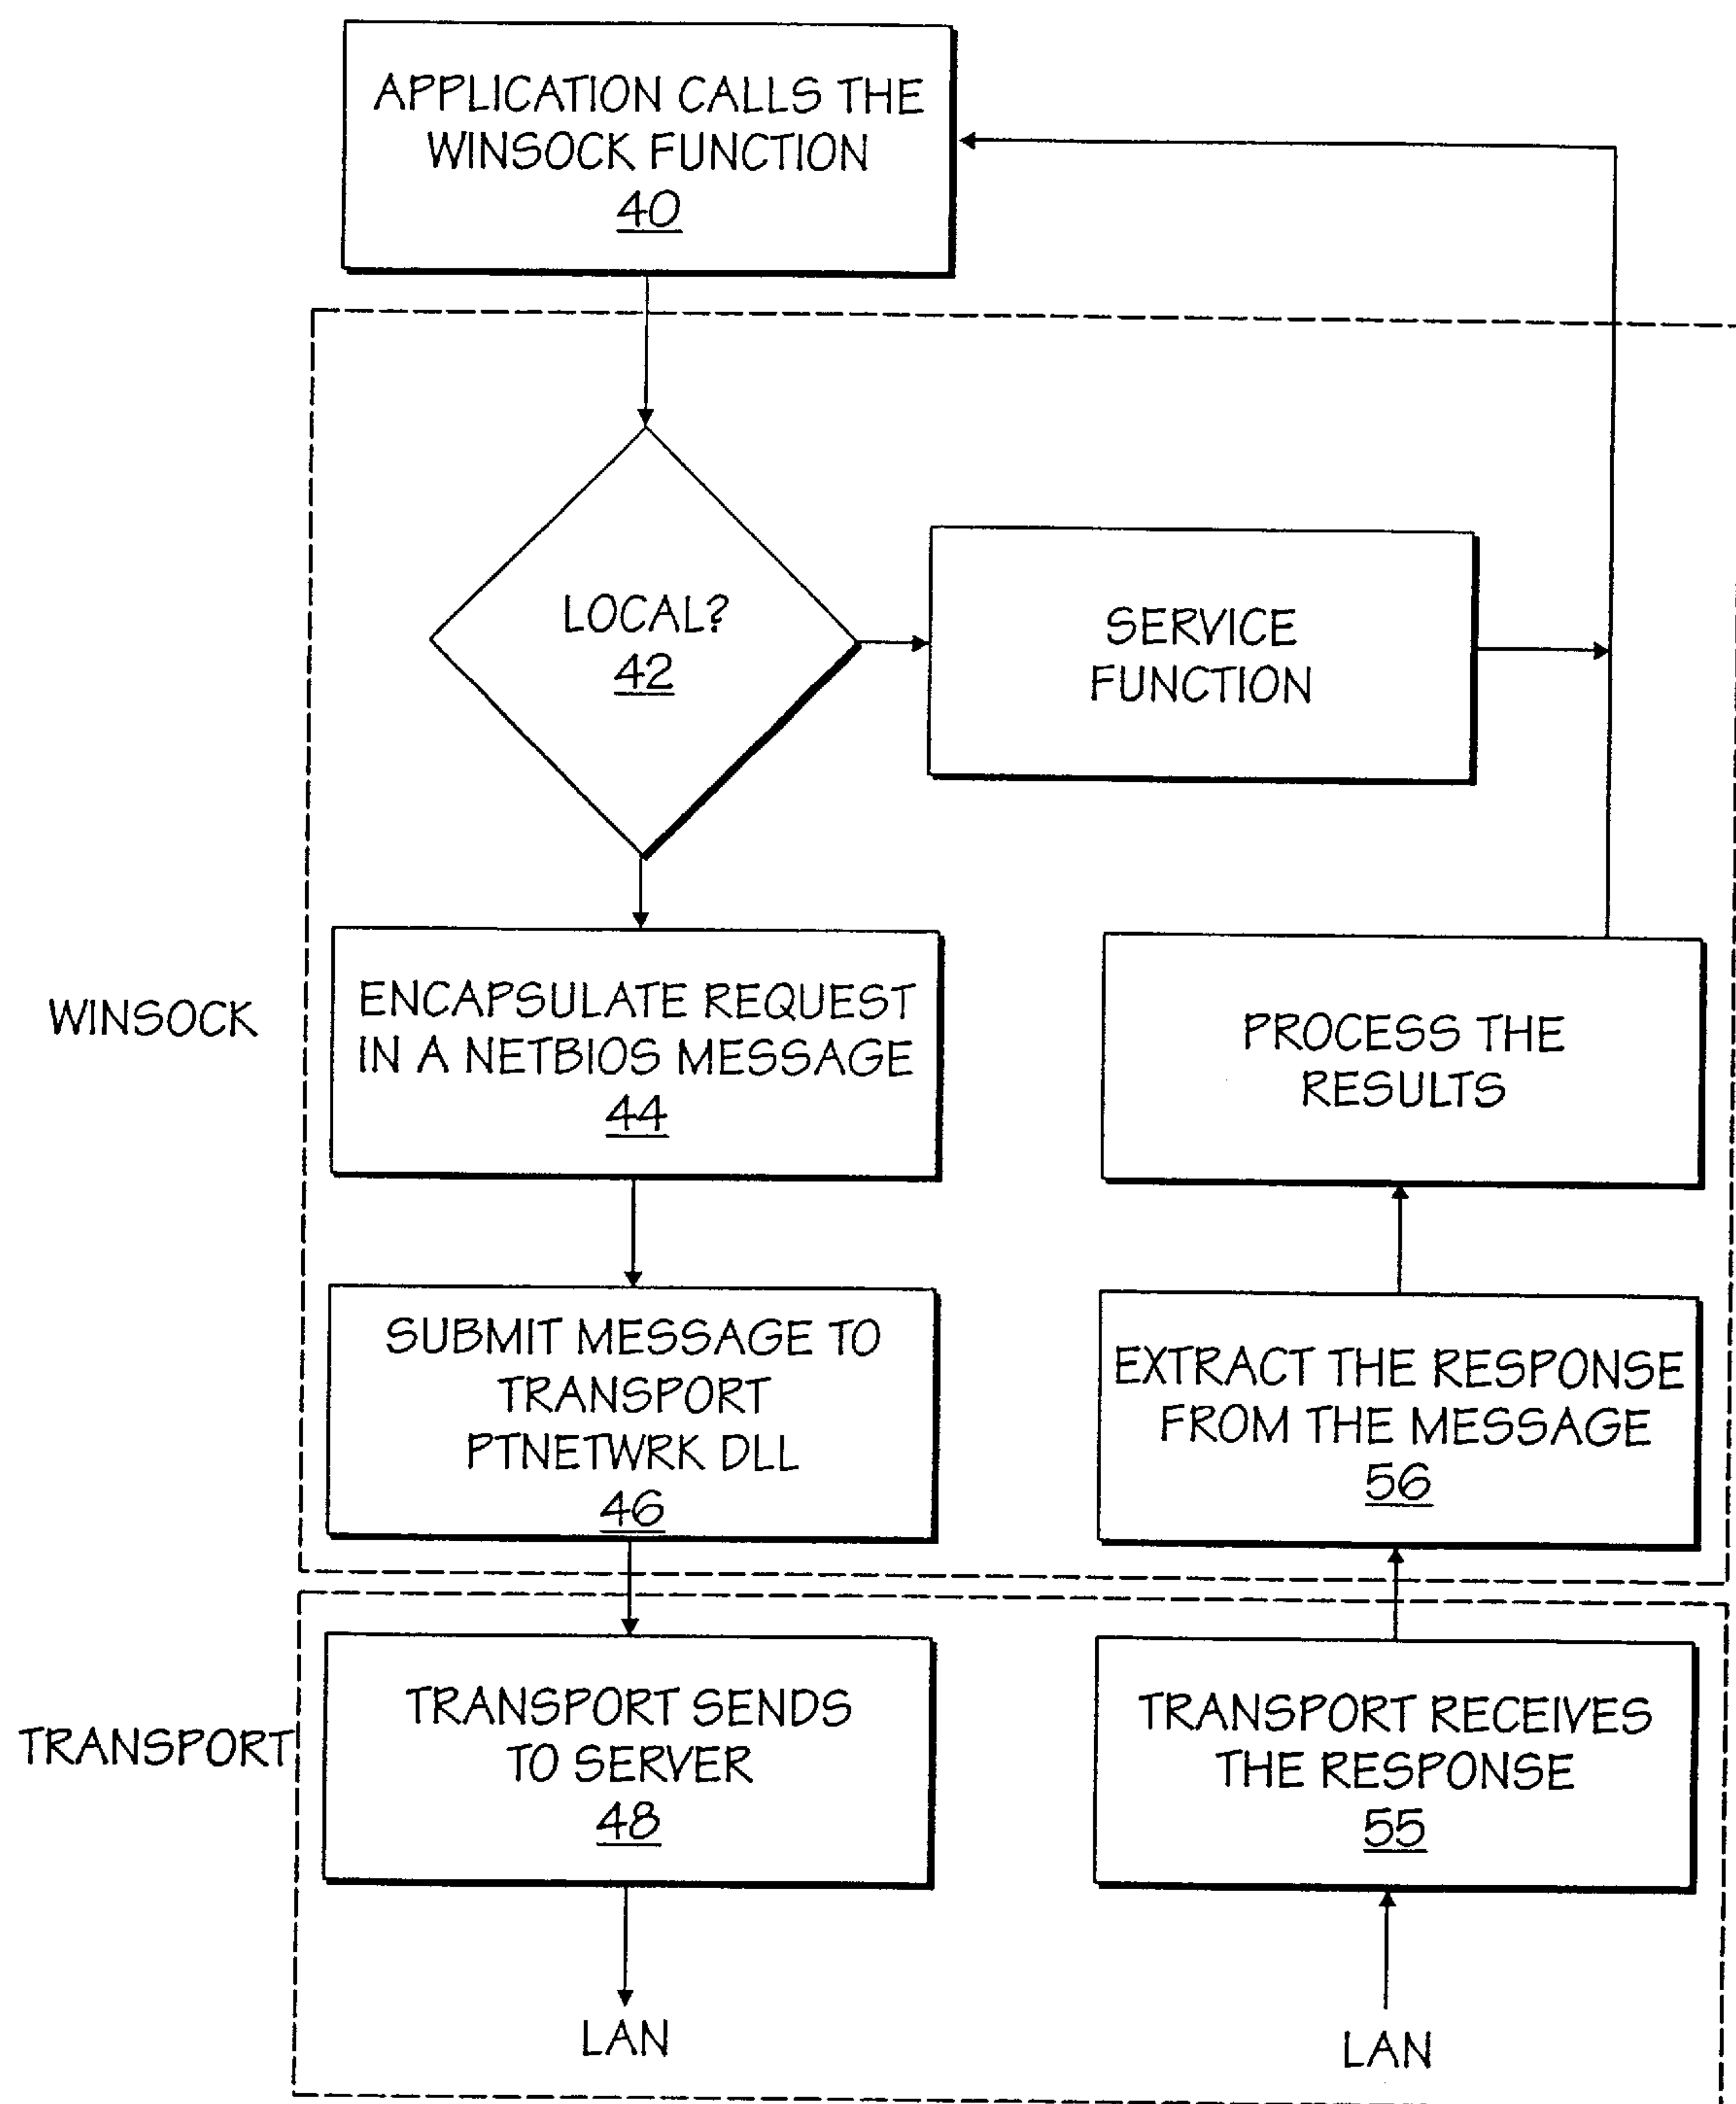 APPLICATION CALLS THE
WINSOCK FUNCTION
40
LOCAL?
42
SERVICE
FUNCTION
WINSOCK
ENCAPSULATE REQUEST
IN A NETBIOS MESSAGE
44
PROCESS THE
RESULTS
SUBMIT MESSAGE TO
TRANSPORT
PTNETWRK DLL
46
EXTRACT THE RESPONSE
FROM THE MESSAGE
56
TRANSPORT
TRANSPORT SENDS
TO SERVER
48
TRANSPORT RECEIVES
THE RESPONSE
55
LAN
LAN